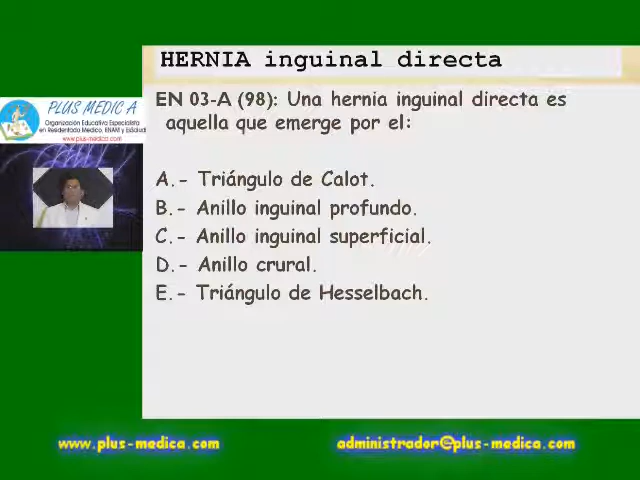 HERNIA inguinal directa
PLUS MEDIC A
Organización Educativa Especialista
en Residentado Medico, ENAM y EsSalud
www.plus-medica.com
EN 03-A (98): Una hernia inguinal directa es
aquella que emerge por el:
A.- Triángulo de Calot.
B.- Anillo inguinal profundo.
C.- Anillo inguinal superficial.
D.- Anillo crural.
E.- Triángulo de Hesselbach.
www.plus-medica.com
administrador@plus-medica.com